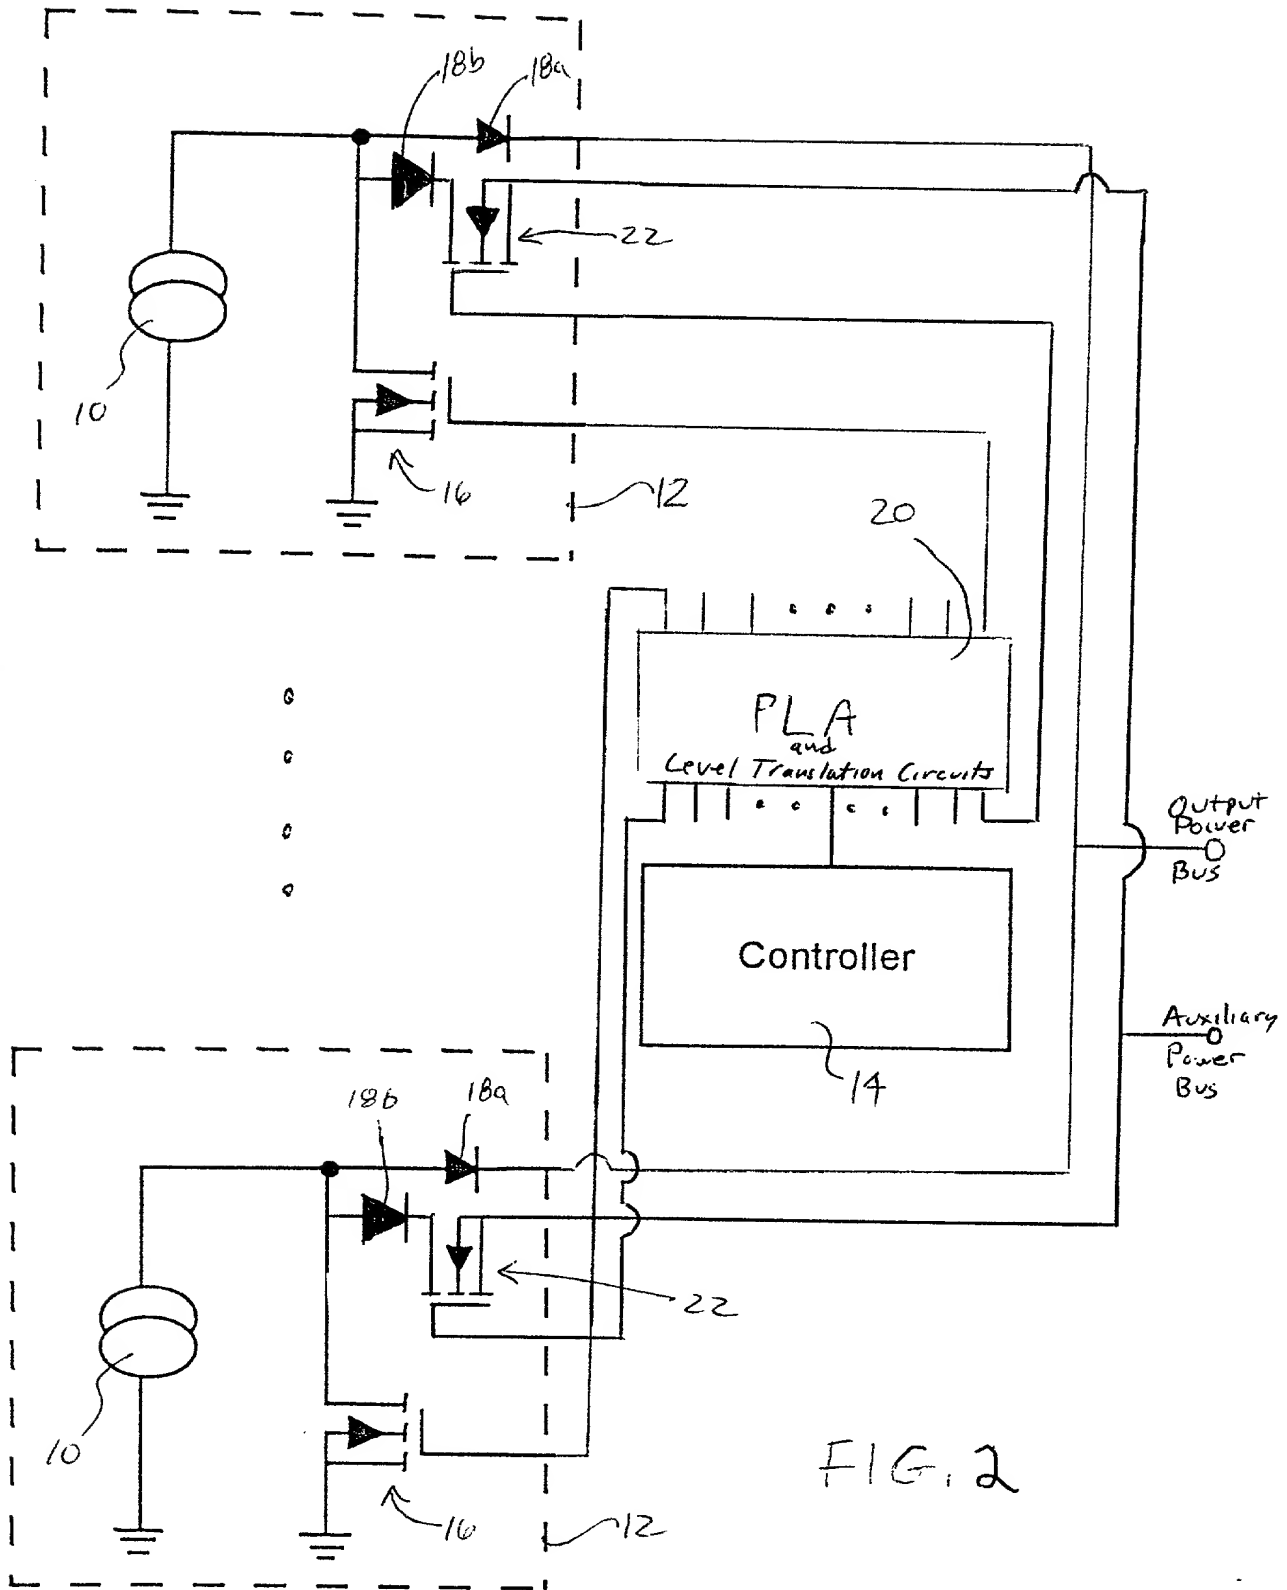 18b
18a
22
10
16
12
20
PLA
and
Level Translation Circuits
Output
Power
Bus
Controller
14
Auxiliary
Power
Bus
18b
18a
22
10
16
12
FIG. 2